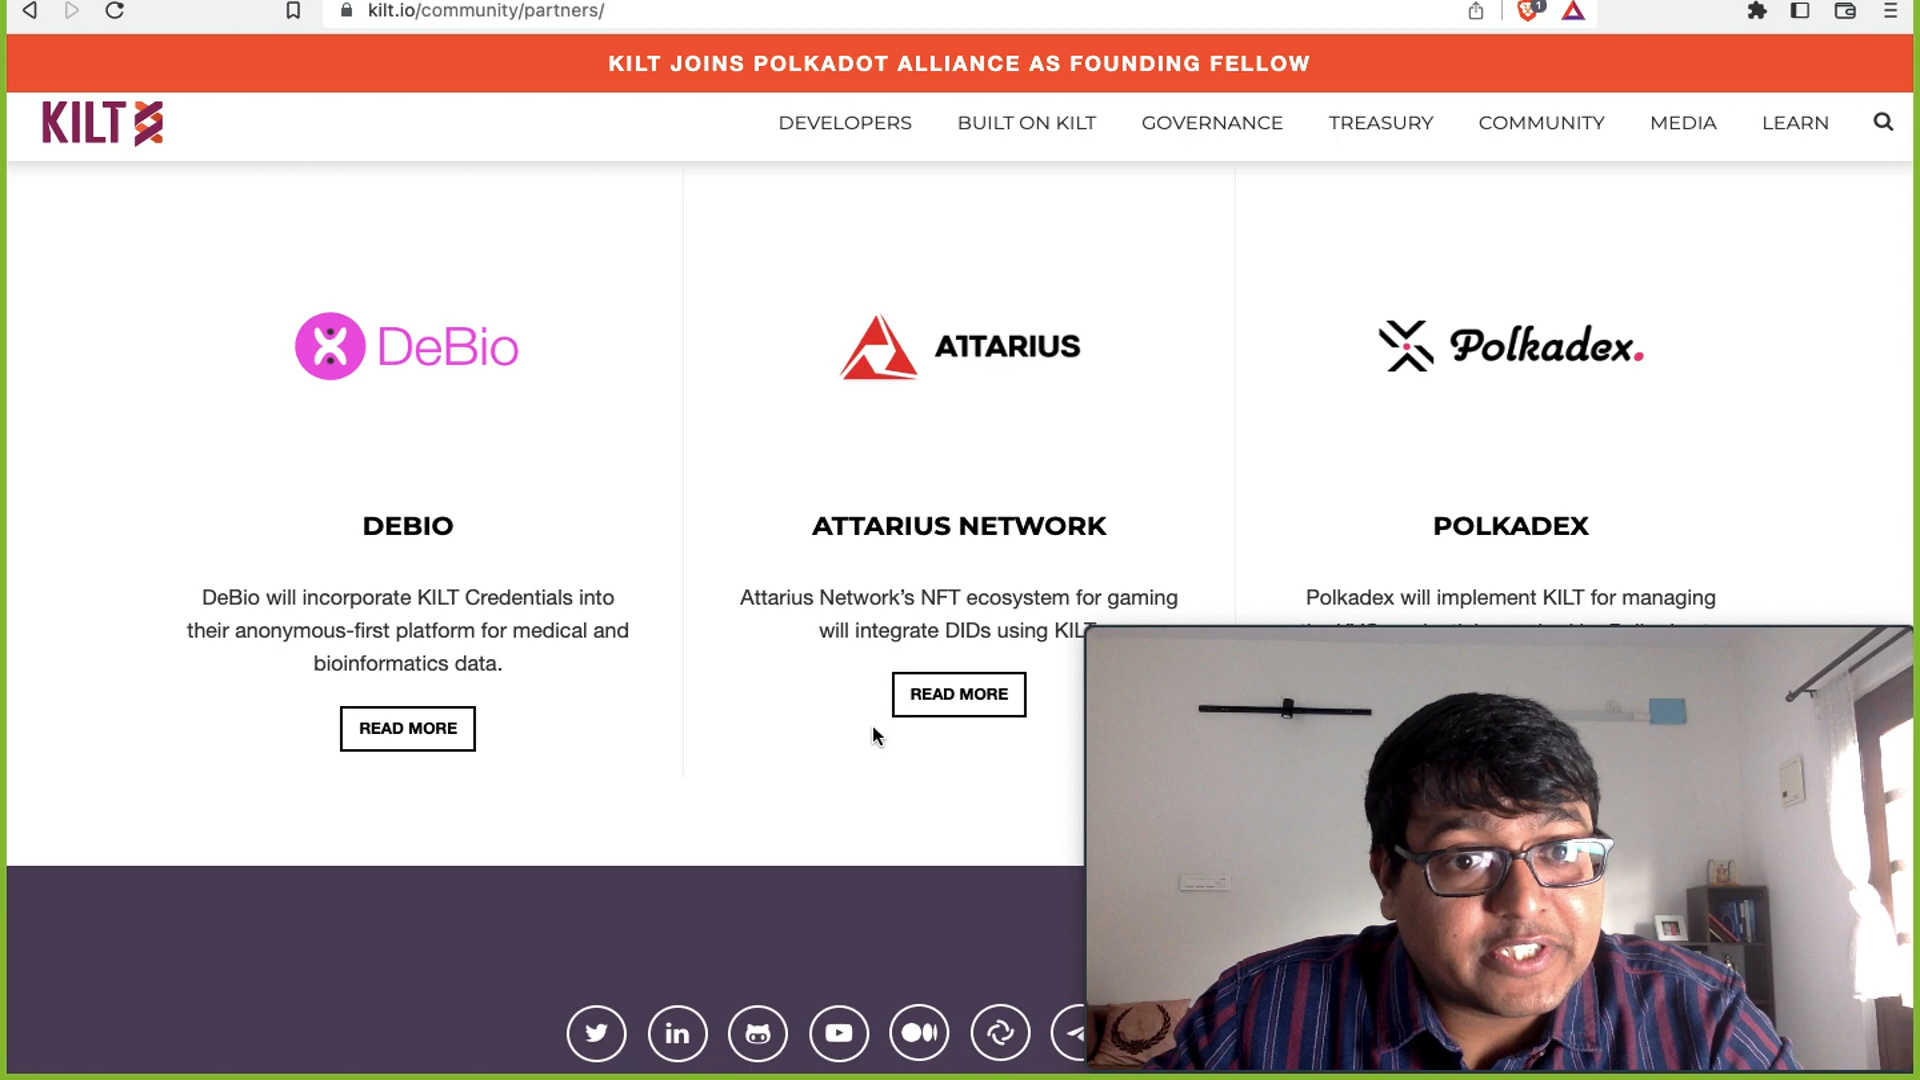 kilt.io/community/partners/
1
KILT JOINS POLKADOT ALLIANCE AS FOUNDING FELLOW
KILT
DEVELOPERS
BUILT ON KILT
GOVERNANCE
TREASURY
COMMUNITY
MEDIA
LEARN
DeBio
ATTARIUS
Polkadex.
DEBIO
DeBio will incorporate KILT Credentials into
their anonymous-first platform for medical and
bioinformatics data.
READ MORE
ATTARIUS NETWORK
Attarius Network's NFT ecosystem for gaming
will integrate DIDs using KILT
READ MORE
POLKADEX
Polkadex will implement KILT for managing
in